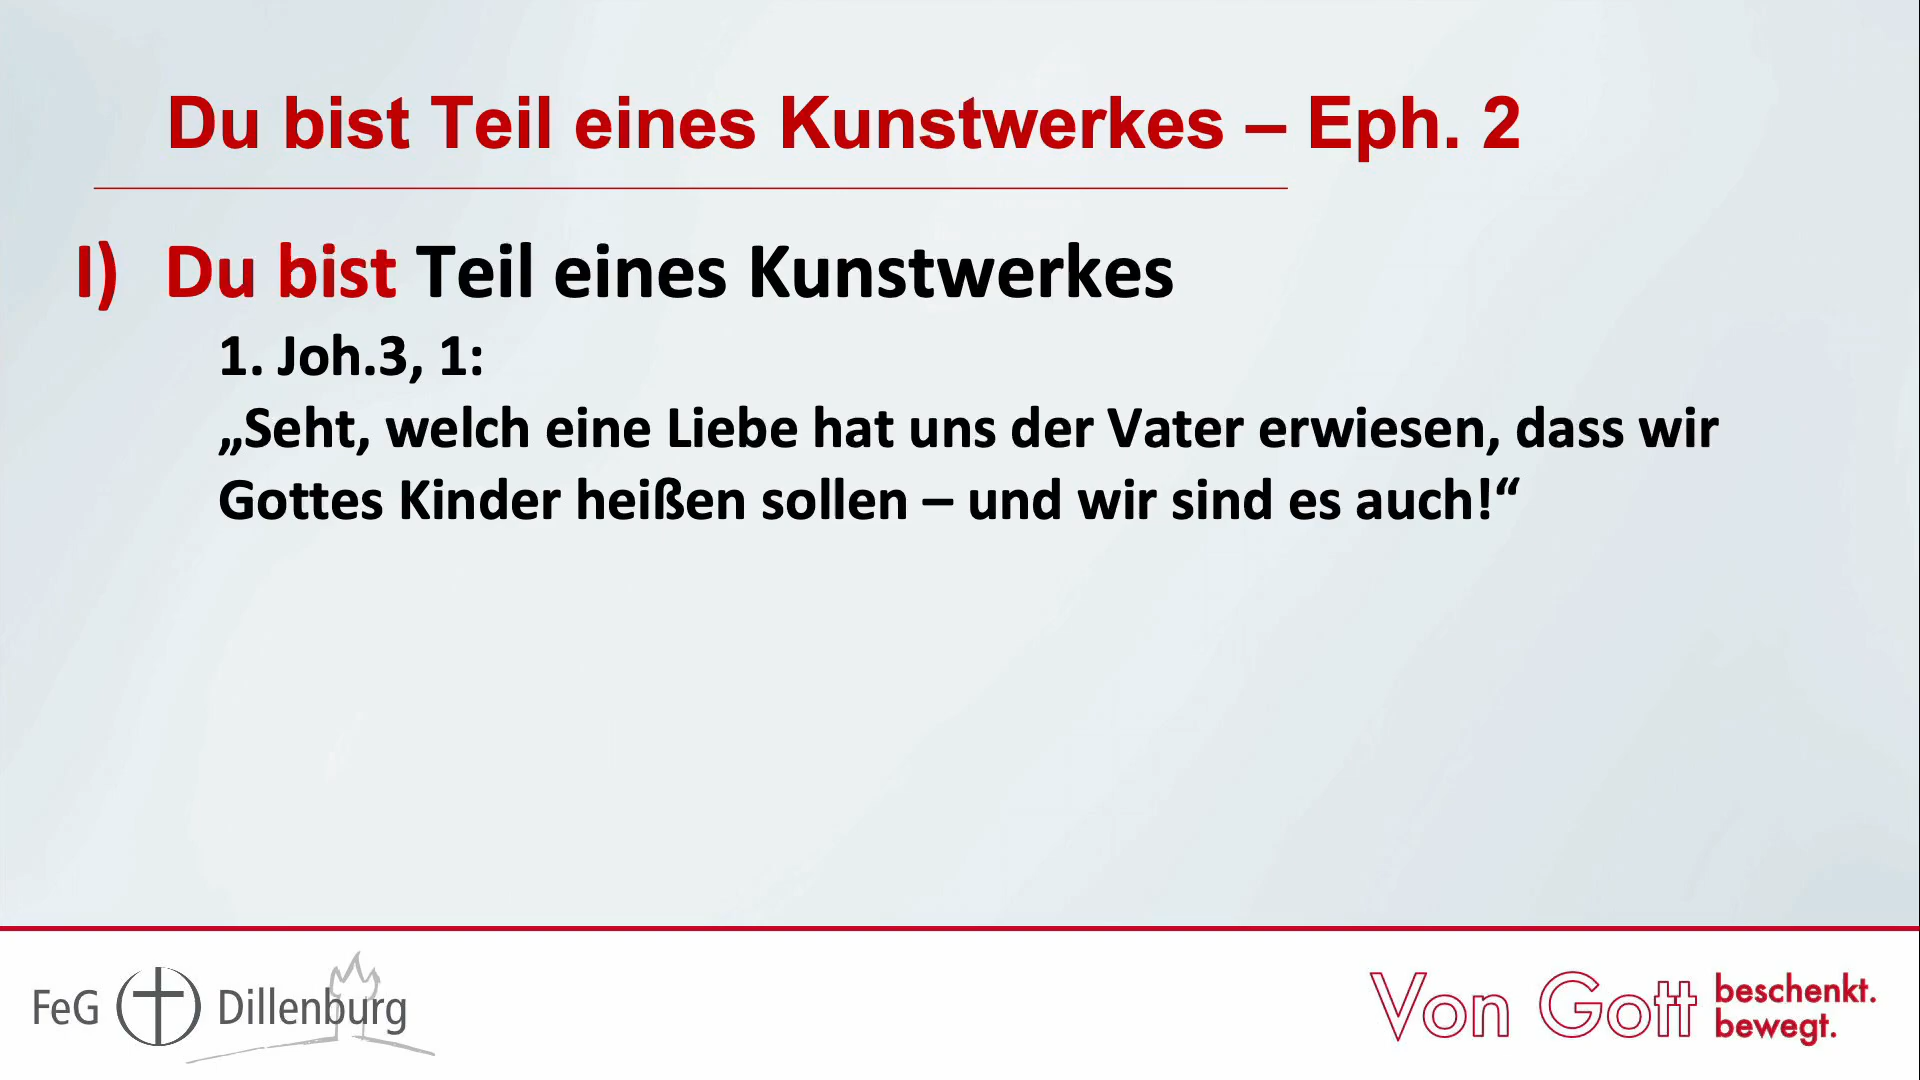 Du bist Teil eines Kunstwerkes – Eph. 2
I) Du bist Teil eines Kunstwerkes
1. Joh.3, 1:
„Seht, welch eine Liebe hat uns der Vater erwiesen, dass wir
Gottes Kinder heißen sollen – und wir sind es auch!“
FeG Dillenburg
Von Gott beschenkt.
bewegt.